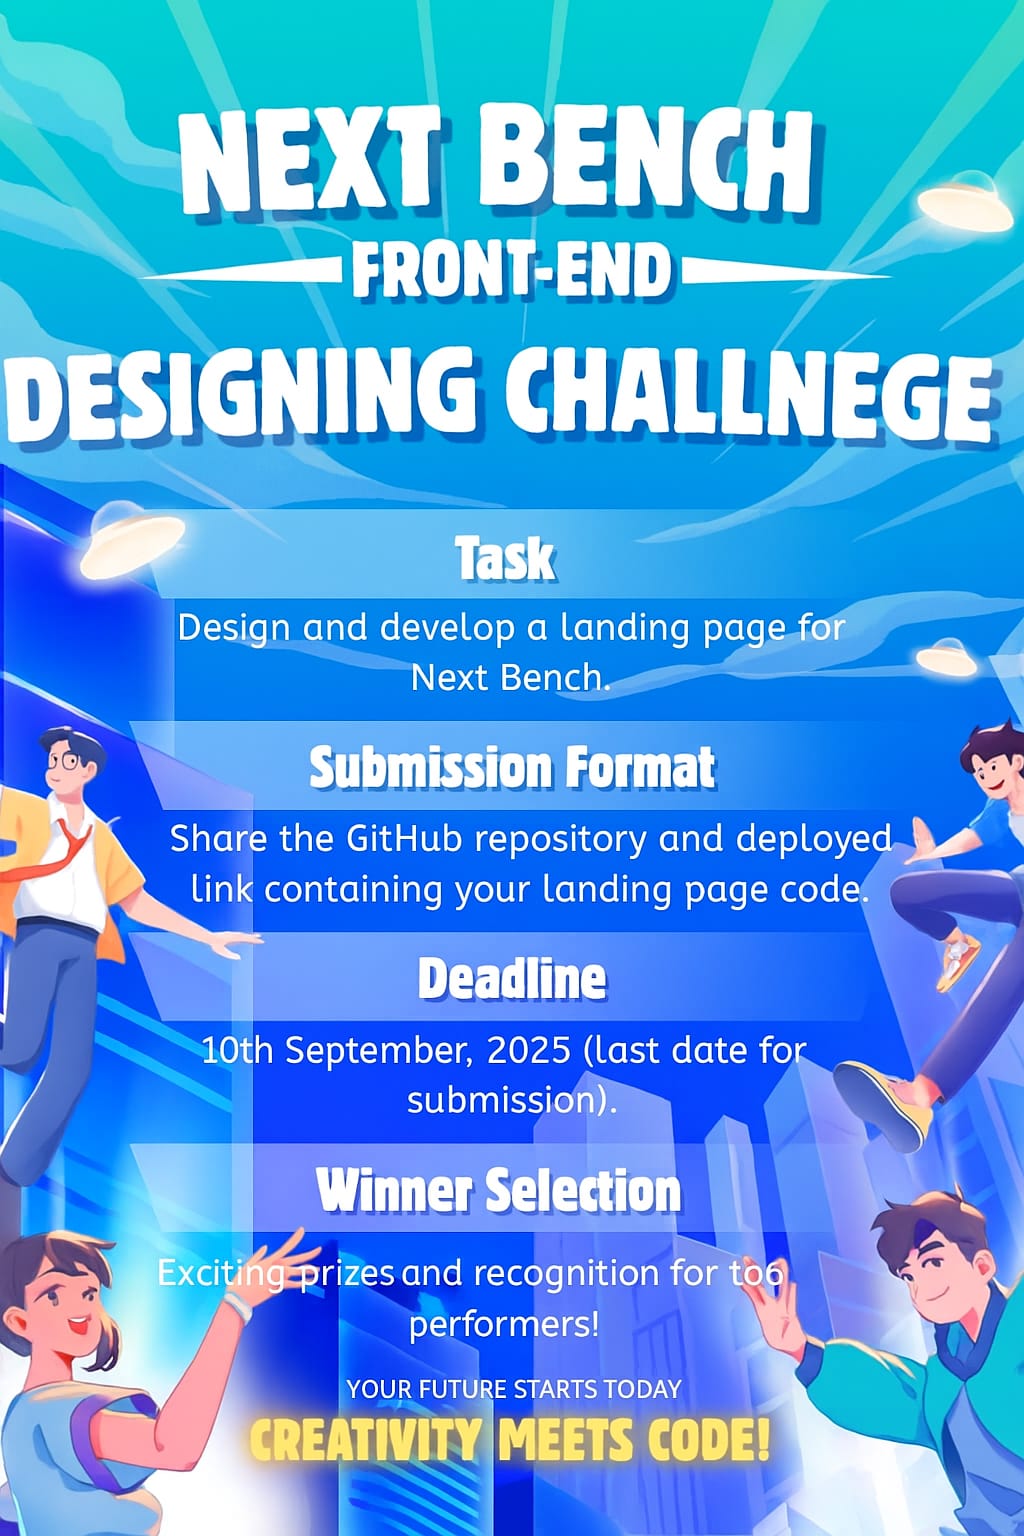 NEXT BENCH
FRONT-END
DESIGNING CHALLNEGE
Task
Design and develop a landing page for
Next Bench.
Submission Format
Share the GitHub repository and deployed
link containing your landing page code.
Deadline
10th September, 2025 (last date for
submission).
Winner Selection
Exciting prizes and recognition for to6
performers!
YOUR FUTURE STARTS TODAY
CREATIVITY MEETS CODE!